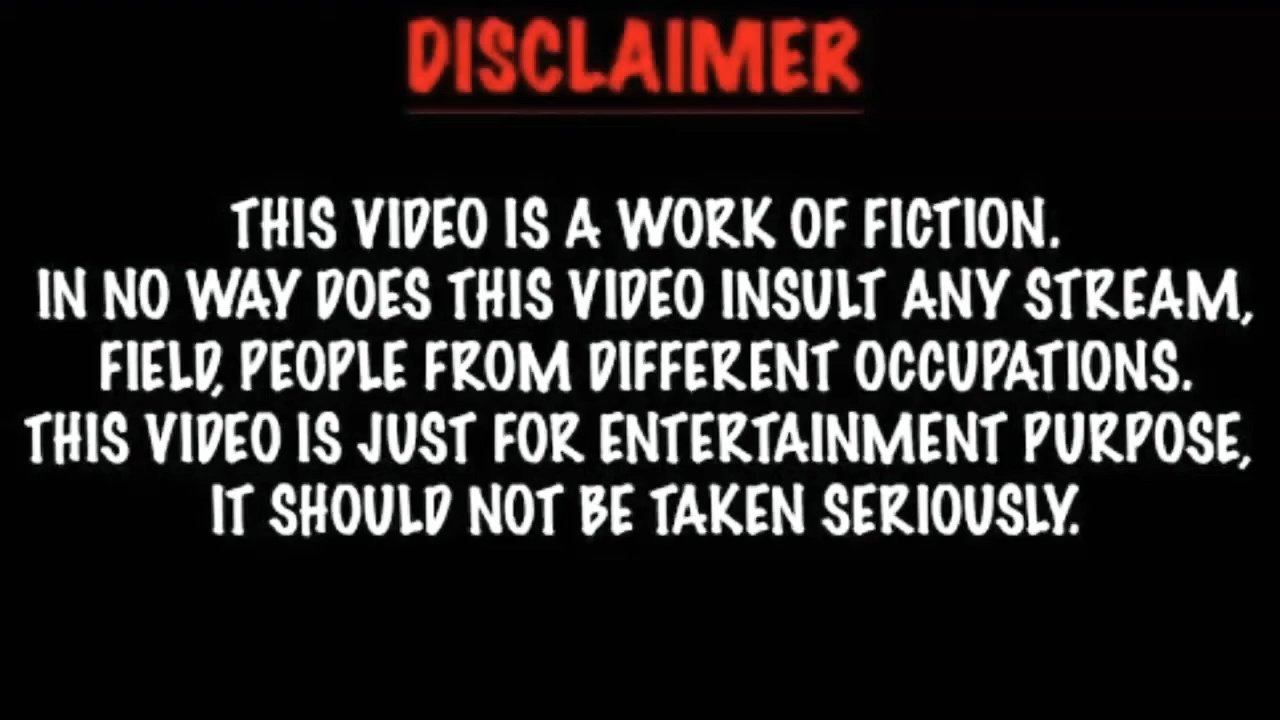 DISCLAIMER
THIS VIDEO IS A WORK OF FICTION.
IN NO WAY DOES THIS VIDEO INSULT ANY STREAM,
FIELD, PEOPLE FROM DIFFERENT OCCUPATIONS.
THIS VIDEO IS JUST FOR ENTERTAINMENT PURPOSE,
IT SHOULD NOT BE TAKEN SERIOUSLY.